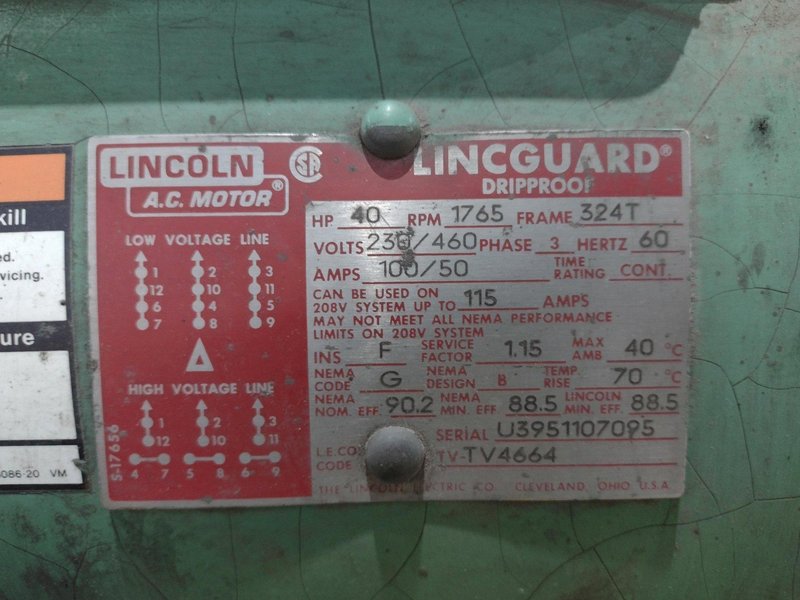 kill
ed.
rvicing.
ure
086-20 VM
LINCOLN ®
A.C. MOTOR
SA
LINCGUARD®
DRIPPROOF
LOW VOLTAGE LINE
1 2 3
12 10 11
6 4 5
7 8 9
HIGH VOLTAGE LINE
1 2 3
12 10 11
4 7 5 8 6 9
S-17656
HP 40 RPM 1765 FRAME 324T
VOLTS 230/460 PHASE 3 HERTZ 60
AMPS 100/50 TIME RATING CONT.
CAN BE USED ON
208V SYSTEM UP TO 115 AMPS
MAY NOT MEET ALL NEMA PERFORMANCE
LIMITS ON 208V SYSTEM
INS F SERVICE FACTOR 1.15 MAX AMB 40 °C
NEMA CODE G NEMA DESIGN B TEMP. RISE 70 °C
NEMA NOM. EFF. 90.2 NEMA MIN. EFF. 88.5 LINCOLN MIN. EFF. 88.5
SERIAL U3951107095
L.E.CO. CODE TV-TV4664
THE LINCOLN ELECTRIC CO. CLEVELAND, OHIO U.S.A.